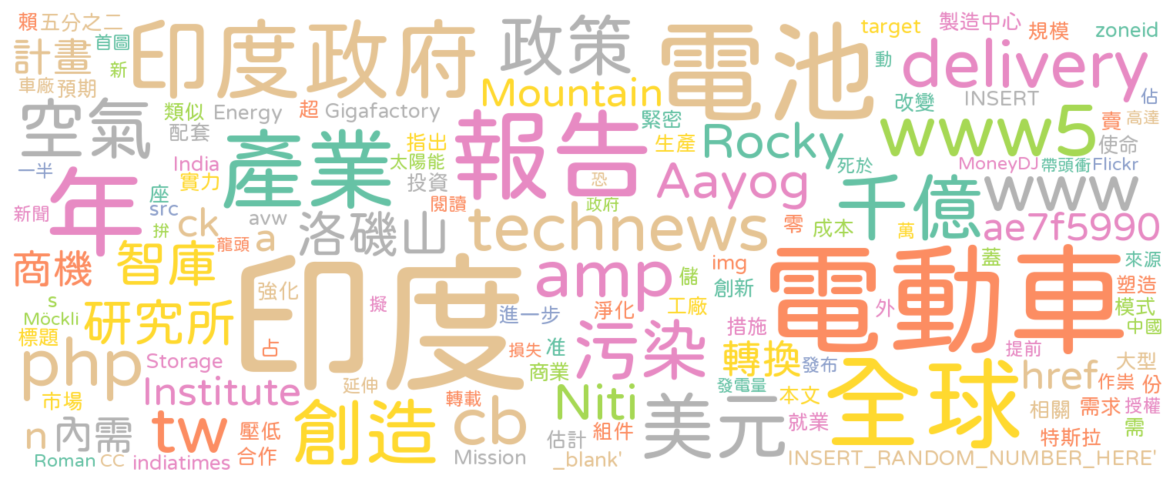 賴 五分之二 首圖 印度政府 政策 電池 target 製造中心 規模 zoneid
計畫 新 動 delivery
車廠 預期 Mountain
空氣 類似 Energy 超 Gigafactory 緊密 改變 INSERT 佔
配套 產業 指出 報告 生產 Rocky www5 賣 高達 使命
一半 India 太陽能 死於 MoneyDJ 帶頭衝 Flickr
年 實力 投資 恐 Aayog 千億 www
新聞 座 src 閱讀 政府
拚 ck avw 洛磯山 technews 零 成本 萬 ae7f5990
商機 智庫 龍頭 a amp 儲 img 電動車 蓋 來源
印度 強化 創新 塑造
s 研究所 擬 進一步 淨化 工廠 外 模式
Möckli 措施 中國
標題 占 損失 准 污染 轉換 提前
php Storage 商業 發布 全球 href 大型
Institute 延伸 發電量 作祟 份
市場 轉載 Niti 美元 本文 相關 需求 授權
n 內需 tw 壓低 創造 cb 估計 組件 就業 特斯拉 需
Roman CC indiatimes 合作 Mission _blank' INSERT_RANDOM_NUMBER_HERE'